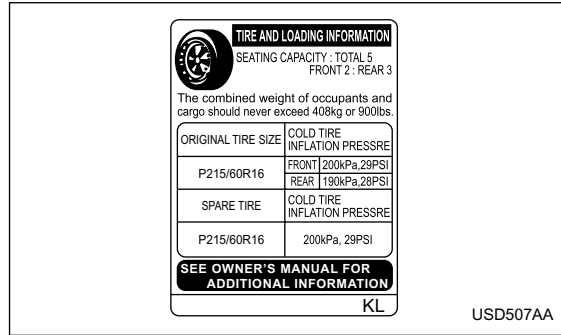 TIRE AND LOADING INFORMATION
SEATING CAPACITY : TOTAL 5
FRONT 2 : REAR 3
The combined weight of occupants and
cargo should never exceed 408kg or 900lbs.
ORIGINAL TIRE SIZE
COLD TIRE
INFLATION PRESSRE
P215/60R16
FRONT 200kPa,29PSI
REAR 190kPa,28PSI
SPARE TIRE
COLD TIRE
INFLATION PRESSRE
P215/60R16
200kPa, 29PSI
SEE OWNER'S MANUAL FOR
ADDITIONAL INFORMATION
KL
USD507AA